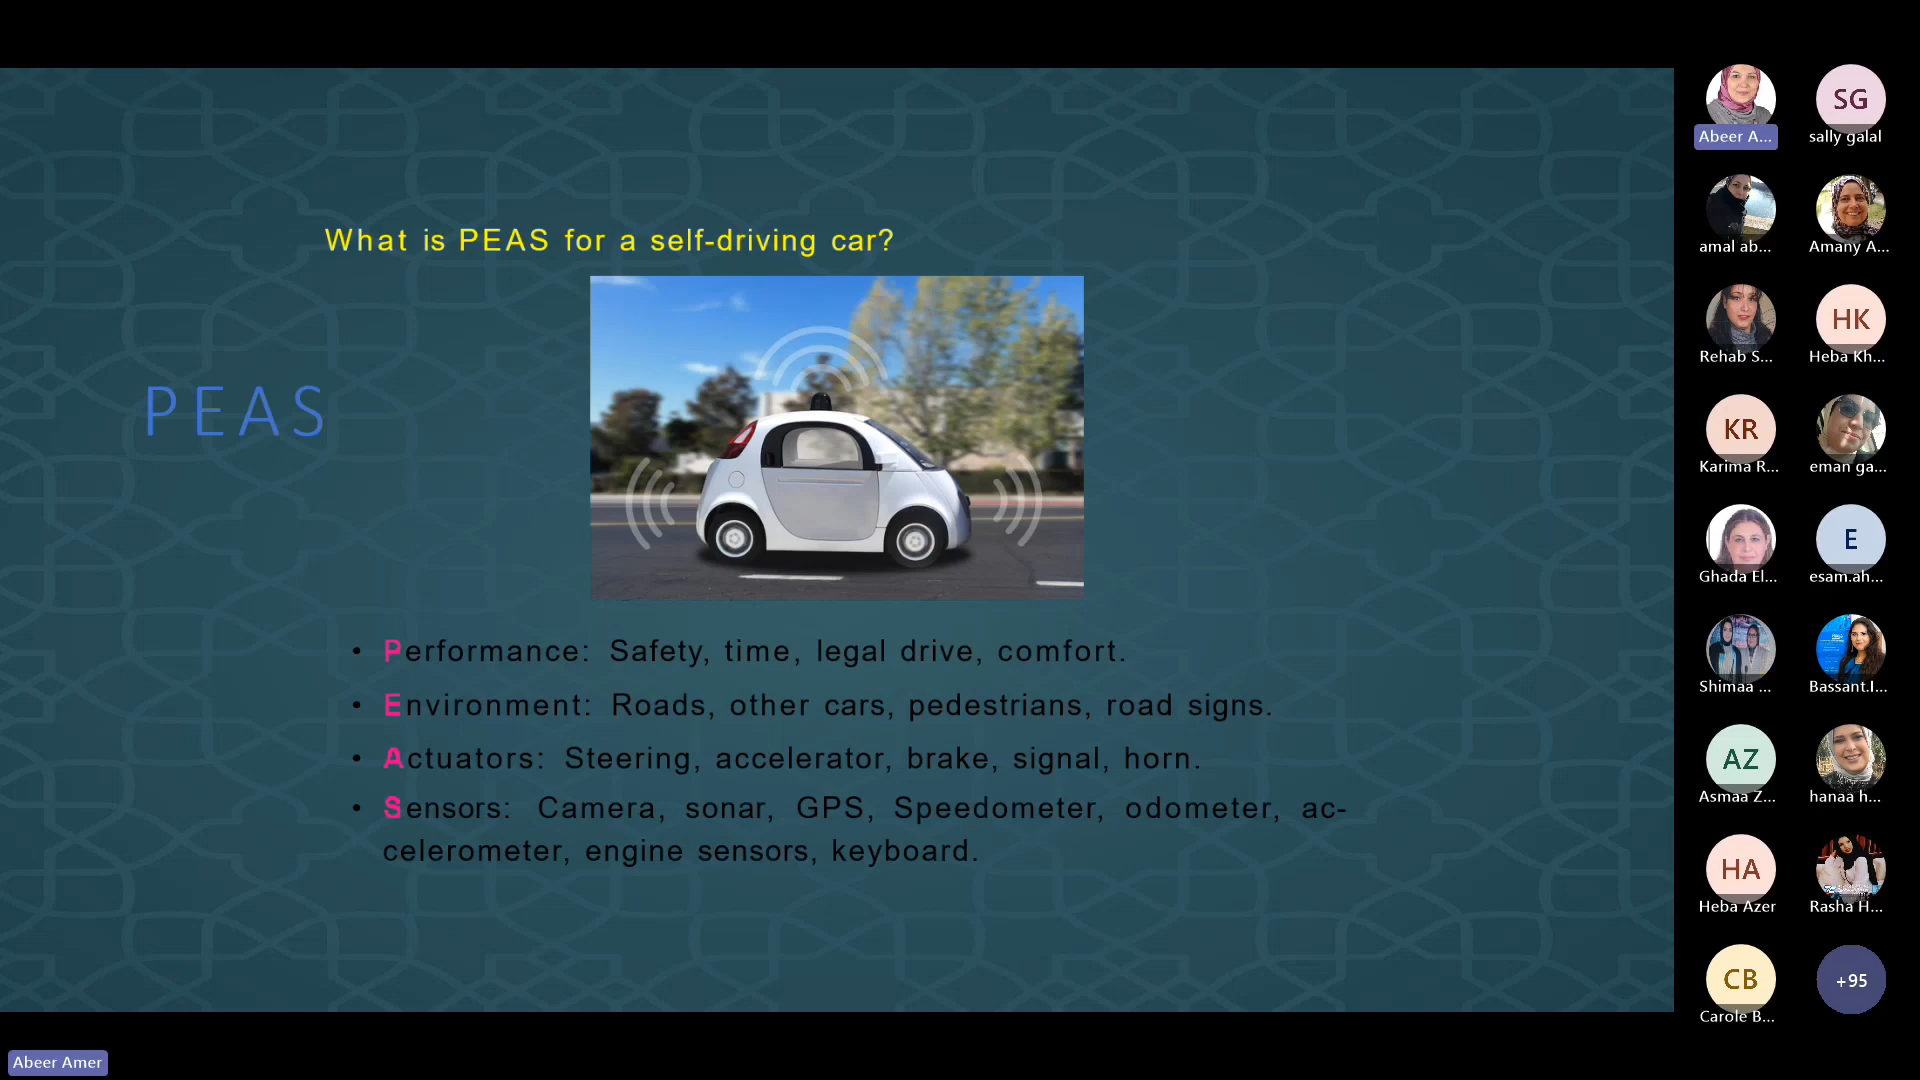 What is PEAS for a self-driving car?
PEAS
• Performance: Safety, time, legal drive, comfort.
• Environment: Roads, other cars, pedestrians, road signs.
• Actuators: Steering, accelerator, brake, signal, horn.
• Sensors: Camera, sonar, GPS, Speedometer, odometer, ac-
celerometer, engine sensors, keyboard.
Abeer A...
SG
sally galal
amal ab...
Amany A...
Rehab S...
HK
Heba Kh...
KR
Karima R...
eman ga...
Ghada El...
E
esam.ah...
Shimaa ...
Bassant.I...
AZ
Asmaa Z...
hanaa h...
HA
Heba Azer
Rasha H...
CB
Carole B...
+95
Abeer Amer